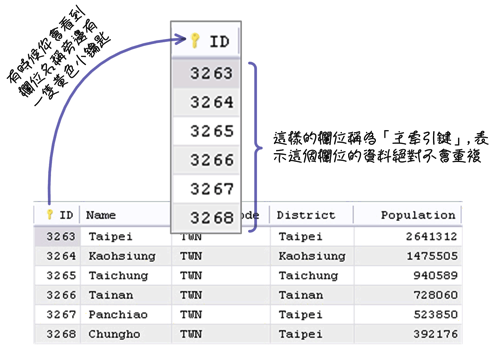 有時候你會看到
欄位名稱旁邊有
一隻黃色小鑰匙
ID
3263
3264
3265
3266
3267
3268
這樣的欄位稱為「主索引鍵」,表
示這個欄位的資料絕對不會重複
ID Name ode District Population
3263 Taipei TWN Taipei 2641312
3264 Kaohsiung TWN Kaohsiung 1475505
3265 Taichung TWN Taichung 940589
3266 Tainan TWN Tainan 728060
3267 Panchiao TWN Taipei 523850
3268 Chungho TWN Taipei 392176